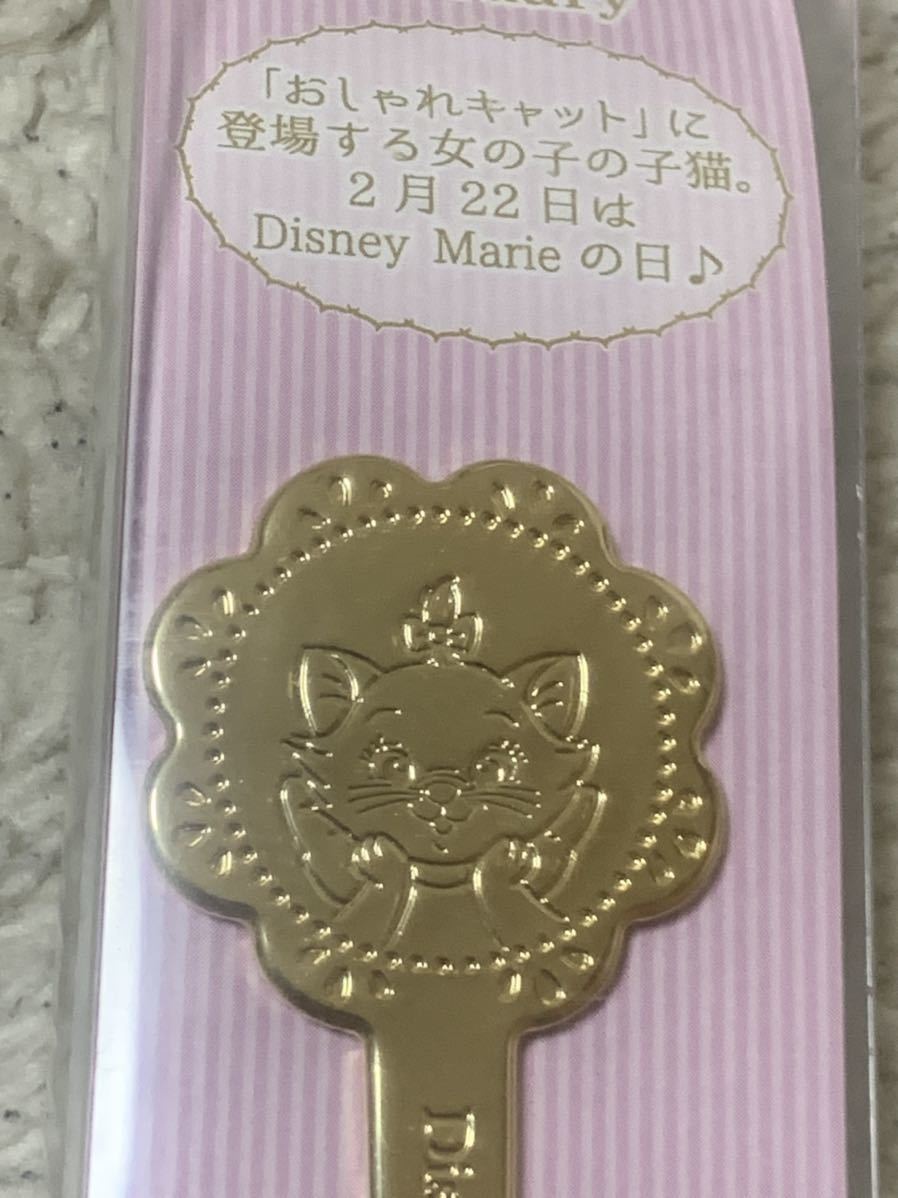 「おしゃれキャット」に
登場する女の子の子猫。
2月22日は
Disney Marie の日♪